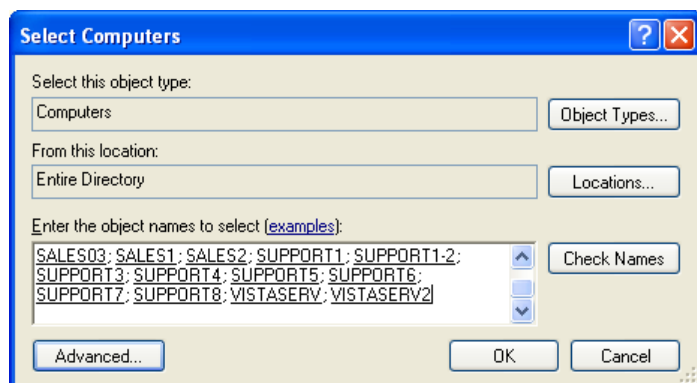 Select Computers
Select this object type:
Computers
Object Types...
From this location:
Entire Directory
Locations...
Enter the object names to select (examples):
SALES03; SALES1; SALES2; SUPPORT1; SUPPORT1-2;
SUPPORT3; SUPPORT4; SUPPORT5; SUPPORT6;
SUPPORT7; SUPPORT8; VISTASERV; VISTASERV2
Check Names
Advanced...
OK
Cancel